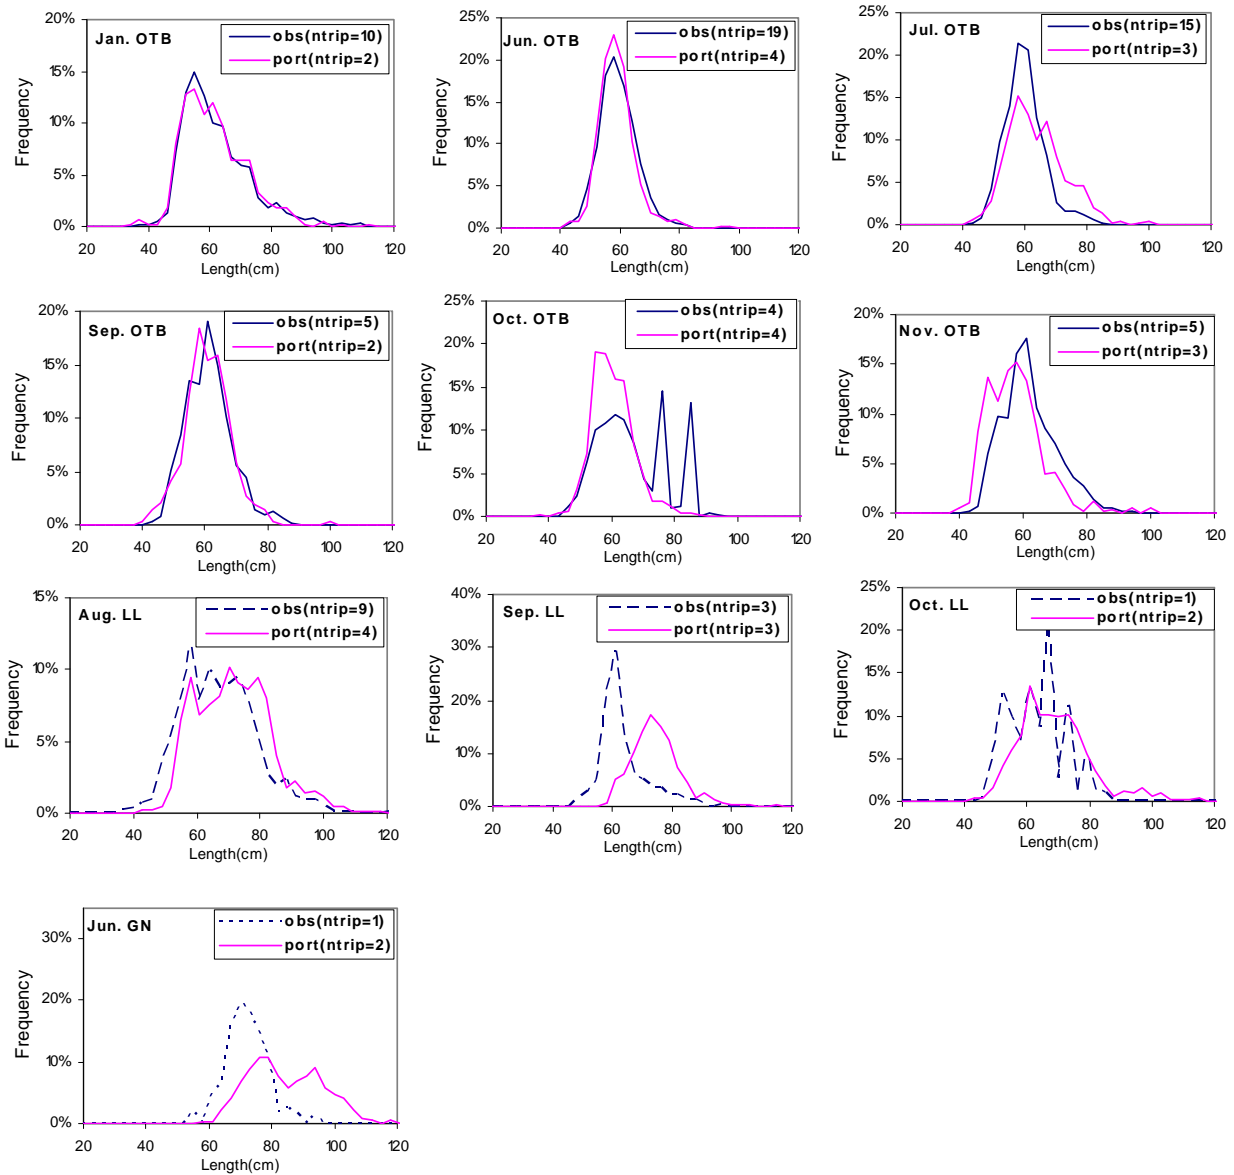 Jan. OTB
obs(ntrip=10)
port(ntrip=2)
Frequency
20%
15%
10%
5%
0%
20 40 60 80 100 120
Length(cm)
Jun. OTB
obs(ntrip=19)
port(ntrip=4)
Frequency
25%
20%
15%
10%
5%
0%
20 40 60 80 100 120
Length(cm)
Jul. OTB
obs(ntrip=15)
port(ntrip=3)
Frequency
25%
20%
15%
10%
5%
0%
20 40 60 80 100 120
Length(cm)
Sep. OTB
obs(ntrip=5)
port(ntrip=2)
Frequency
20%
15%
10%
5%
0%
20 40 60 80 100 120
Length(cm)
Oct. OTB
obs(ntrip=4)
port(ntrip=4)
Frequency
25%
20%
15%
10%
5%
0%
20 40 60 80 100 120
Length(cm)
Nov. OTB
obs(ntrip=5)
port(ntrip=3)
Frequency
20%
15%
10%
5%
0%
20 40 60 80 100 120
Length(cm)
Aug. LL
obs(ntrip=9)
port(ntrip=4)
Frequency
15%
10%
5%
0%
20 40 60 80 100 120
Length(cm)
Sep. LL
obs(ntrip=3)
port(ntrip=3)
Frequency
40%
30%
20%
10%
0%
20 40 60 80 100 120
Length(cm)
Oct. LL
obs(ntrip=1)
port(ntrip=2)
Frequency
25%
20%
15%
10%
5%
0%
20 40 60 80 100 120
Length(cm)
Jun. GN
obs(ntrip=1)
port(ntrip=2)
Frequency
30%
20%
10%
0%
20 40 60 80 100 120
Length(cm)